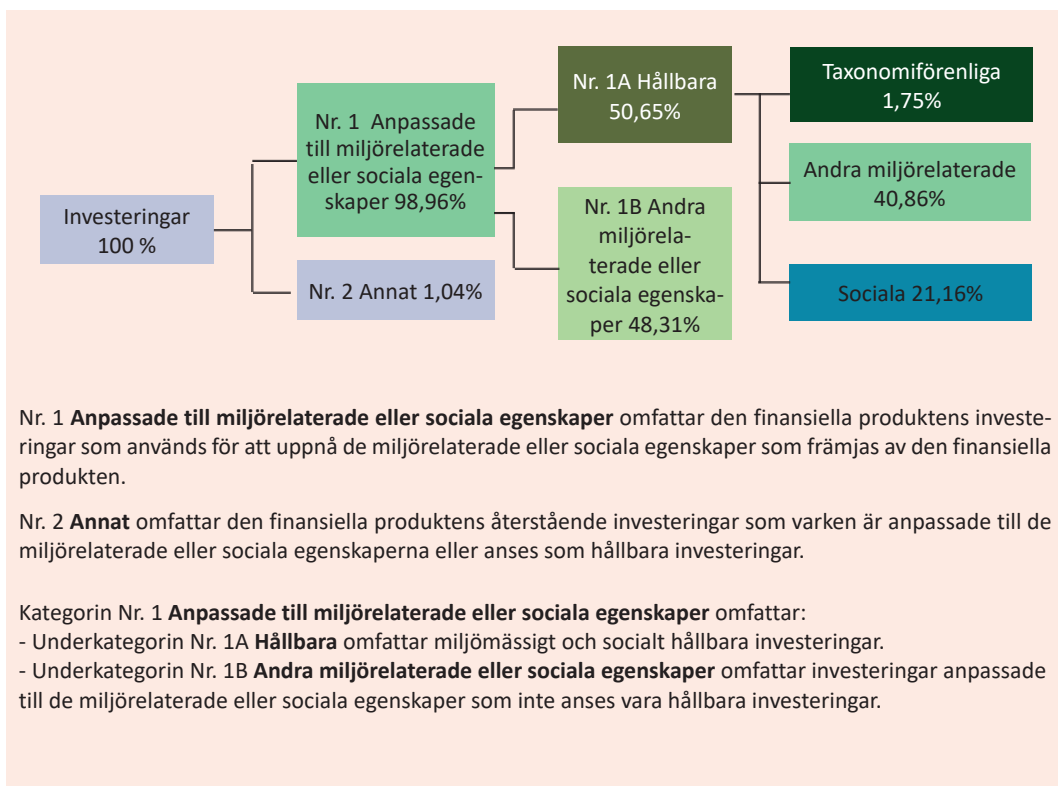 Investeringar
100 %
Nr. 1 Anpassade
till miljörelaterade
eller sociala egen-
skaper 98,96%
Nr. 2 Annat 1,04%
Nr. 1A Hållbara
50,65%
Nr. 1B Andra
miljörela-
terade eller
sociala egenska-
per 48,31%
Taxonomiförenliga
1,75%
Andra miljörelaterade
40,86%
Sociala 21,16%
Nr. 1 Anpassade till miljörelaterade eller sociala egenskaper omfattar den finansiella produktens investe-
ringar som används för att uppnå de miljörelaterade eller sociala egenskaper som främjas av den finansiella
produkten.
Nr. 2 Annat omfattar den finansiella produktens återstående investeringar som varken är anpassade till de
miljörelaterade eller sociala egenskaperna eller anses som hållbara investeringar.
Kategorin Nr. 1 Anpassade till miljörelaterade eller sociala egenskaper omfattar:
- Underkategorin Nr. 1A Hållbara omfattar miljömässigt och socialt hållbara investeringar.
- Underkategorin Nr. 1B Andra miljörelaterade eller sociala egenskaper omfattar investeringar anpassade
till de miljörelaterade eller sociala egenskaper som inte anses vara hållbara investeringar.